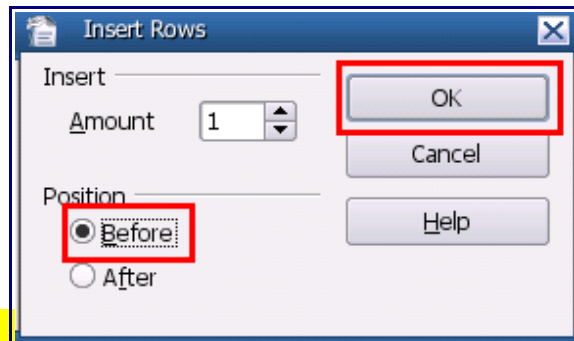 Insert Rows
Insert
Amount 1
Position
Before
After
OK
Cancel
Help